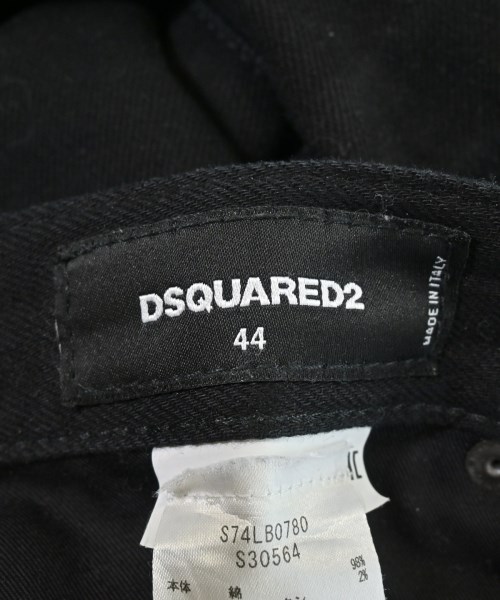 DSQUARED2
44
MADE IN ITALY
S74LB0780
S30564
本体 綿 98%
2%